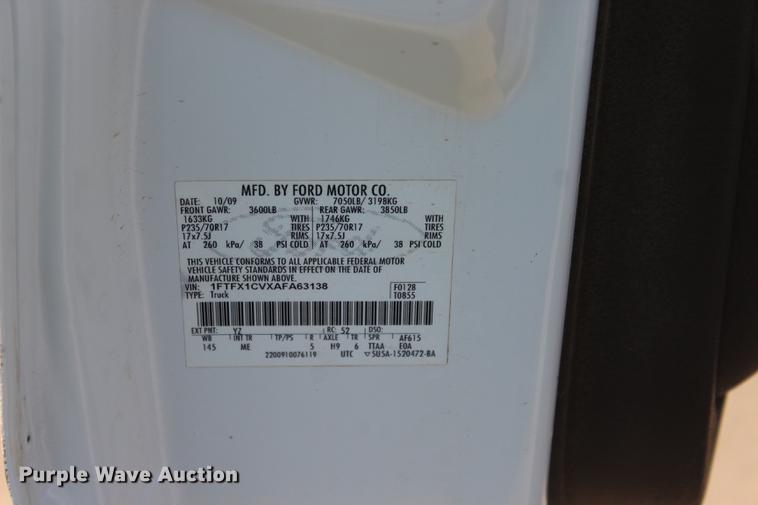 MFD. BY FORD MOTOR CO.
DATE: 10/09 GVWR: 7050LB/ 3198KG
FRONT GAWR: 3600LB REAR GAWR: 3850LB
1633KG WITH 1746KG WITH
P235/70R17 TIRES P235/70R17 TIRES
17x7.5J RIMS 17x7.5J RIMS
AT 260 kPa/ 38 PSI COLD AT 260 kPa/ 38 PSI COLD
THIS VEHICLE CONFORMS TO ALL APPLICABLE FEDERAL MOTOR
VEHICLE SAFETY STANDARDS IN EFFECT ON THE DATE OF
MANUFACTURE SHOWN ABOVE.
VIN: 1FTFX1CVXAFA63138 F0128
TYPE: Truck T0855
EXT PNT: YZ RC: 52 DSO:
WB INT TR TP/PS R AXLE TR SPR AF615
145 ME 5 H9 6 TTAA E0A
2200910076119 UTC ▽5U5A-1520472-BA
Purple Wave Auction